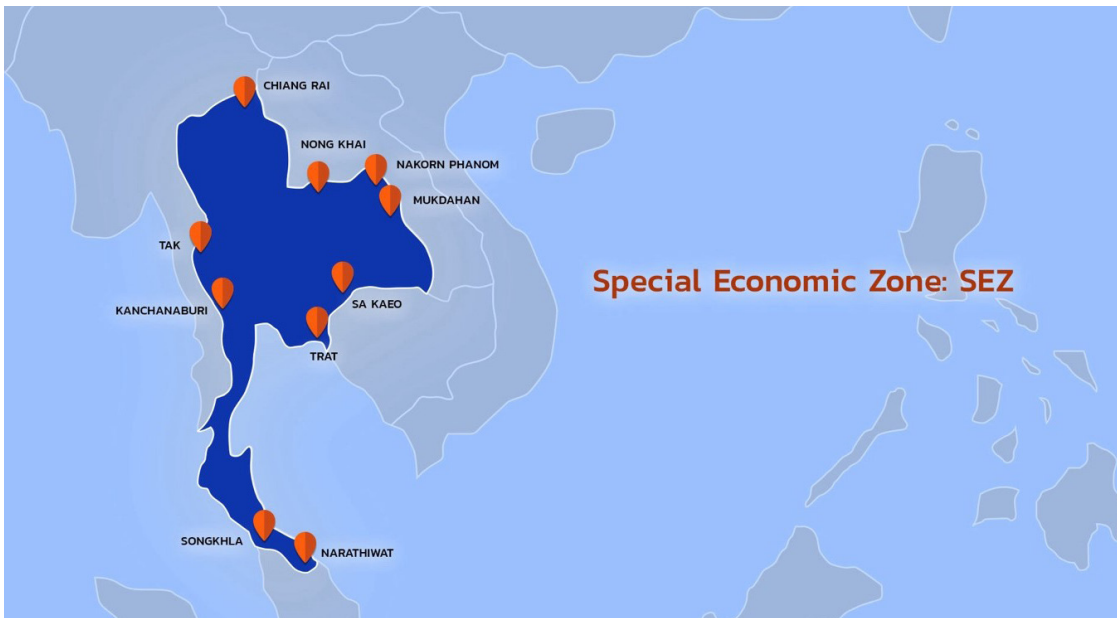 CHIANG RAI
NONG KHAI
NAKORN PHANOM
MUKDAHAN
TAK
Special Economic Zone: SEZ
SA KAEO
KANCHANABURI
TRAT
SONGKHLA
NARATHIWAT